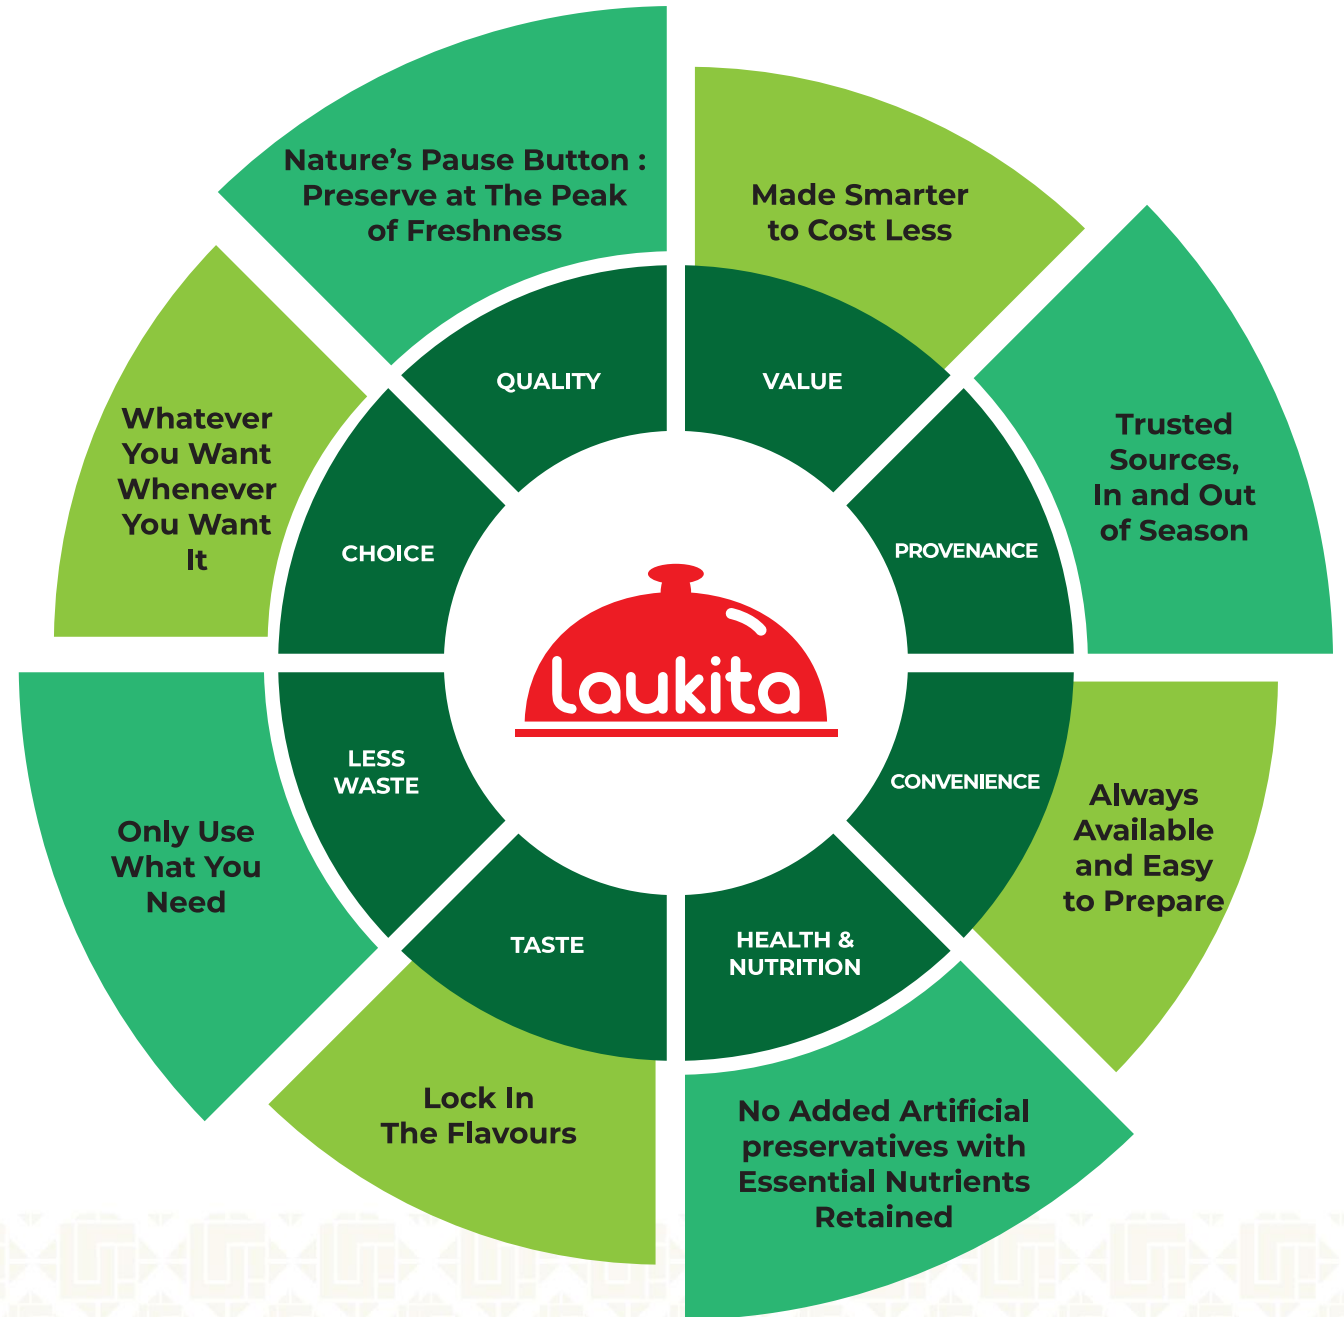 Nature’s Pause Button :
Preserve at The Peak
of Freshness
QUALITY
Made Smarter
to Cost Less
VALUE
Trusted
Sources,
In and Out
of Season
PROVENANCE
Always
Available
and Easy
to Prepare
CONVENIENCE
No Added Artificial
preservatives with
Essential Nutrients
Retained
HEALTH &
NUTRITION
Lock In
The Flavours
TASTE
Only Use
What You
Need
LESS
WASTE
Whatever
You Want
Whenever
You Want
It
CHOICE
laukita